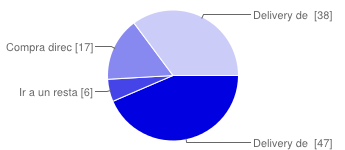 Delivery de [38]
Compra direc [17]
Ir a un resta [6]
Delivery de [47]